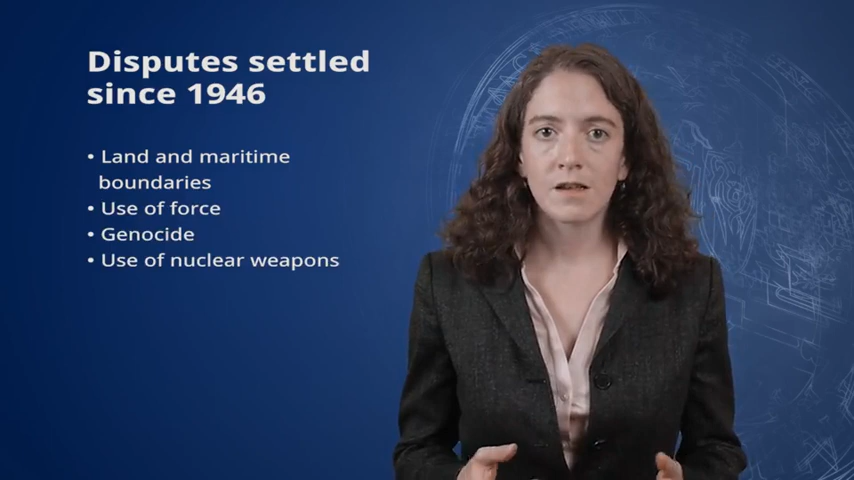 Disputes settled
since 1946
• Land and maritime
boundaries
• Use of force
• Genocide
• Use of nuclear weapons